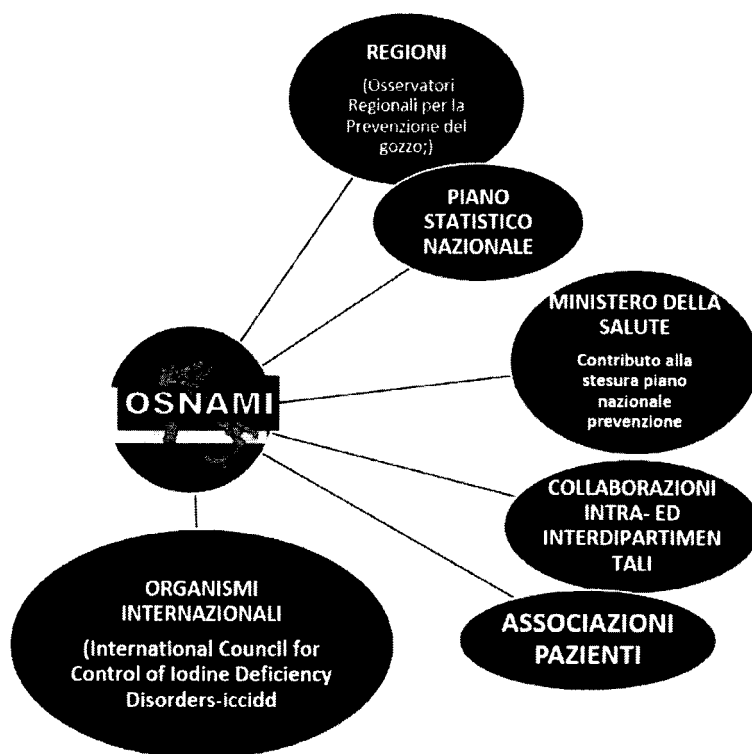 REGIONI
(Osservatori
Regionali per la
Prevenzione del
gozzo;)
PIANO
STATISTICO
NAZIONALE
MINISTERO DELLA
SALUTE
Contributo alla
stesura piano
nazionale
prevenzione
OSNAMI
COLLABORAZIONI
INTRA- ED
INTERDIPARTIMEN
TALI
ASSOCIAZIONI
PAZIENTI
ORGANISMI
INTERNAZIONALI
(International Council for
Control of Iodine Deficiency
Disorders-iccidd